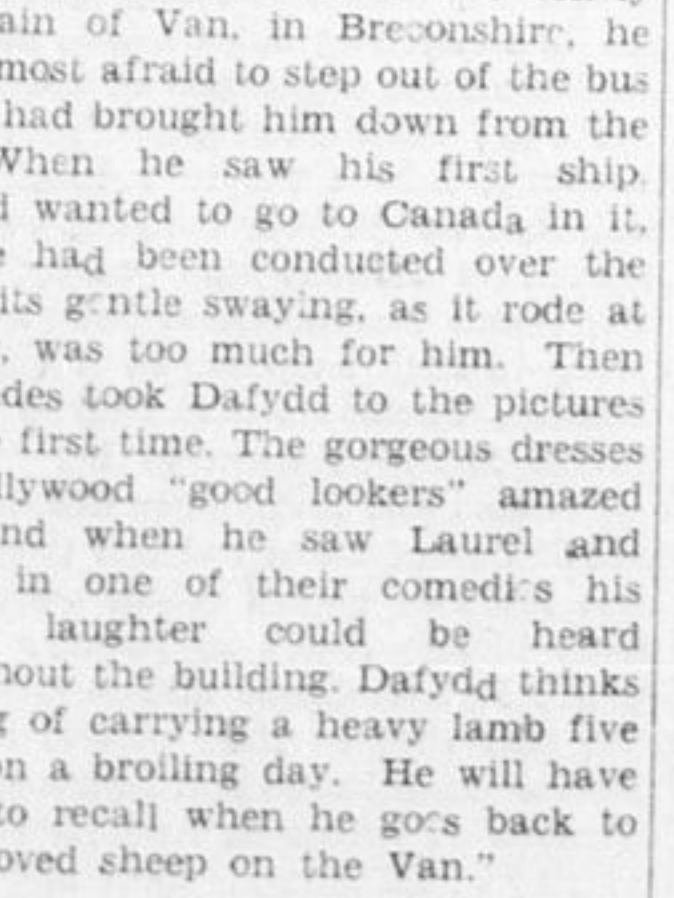 ain of Van, in Breconshire, he
most afraid to step out of the bus
had brought him down from the
When he saw his first ship,
d wanted to go to Canada in it,
e had been conducted over the
its gentle swaying, as it rode at
, was too much for him. Then
des took Dafydd to the pictures
first time. The gorgeous dresses
llywood "good lookers" amazed
nd when he saw Laurel and
in one of their comedies his
laughter could be heard
hout the building. Dafydd thinks
g of carrying a heavy lamb five
on a broiling day. He will have
to recall when he goes back to
oved sheep on the Van."